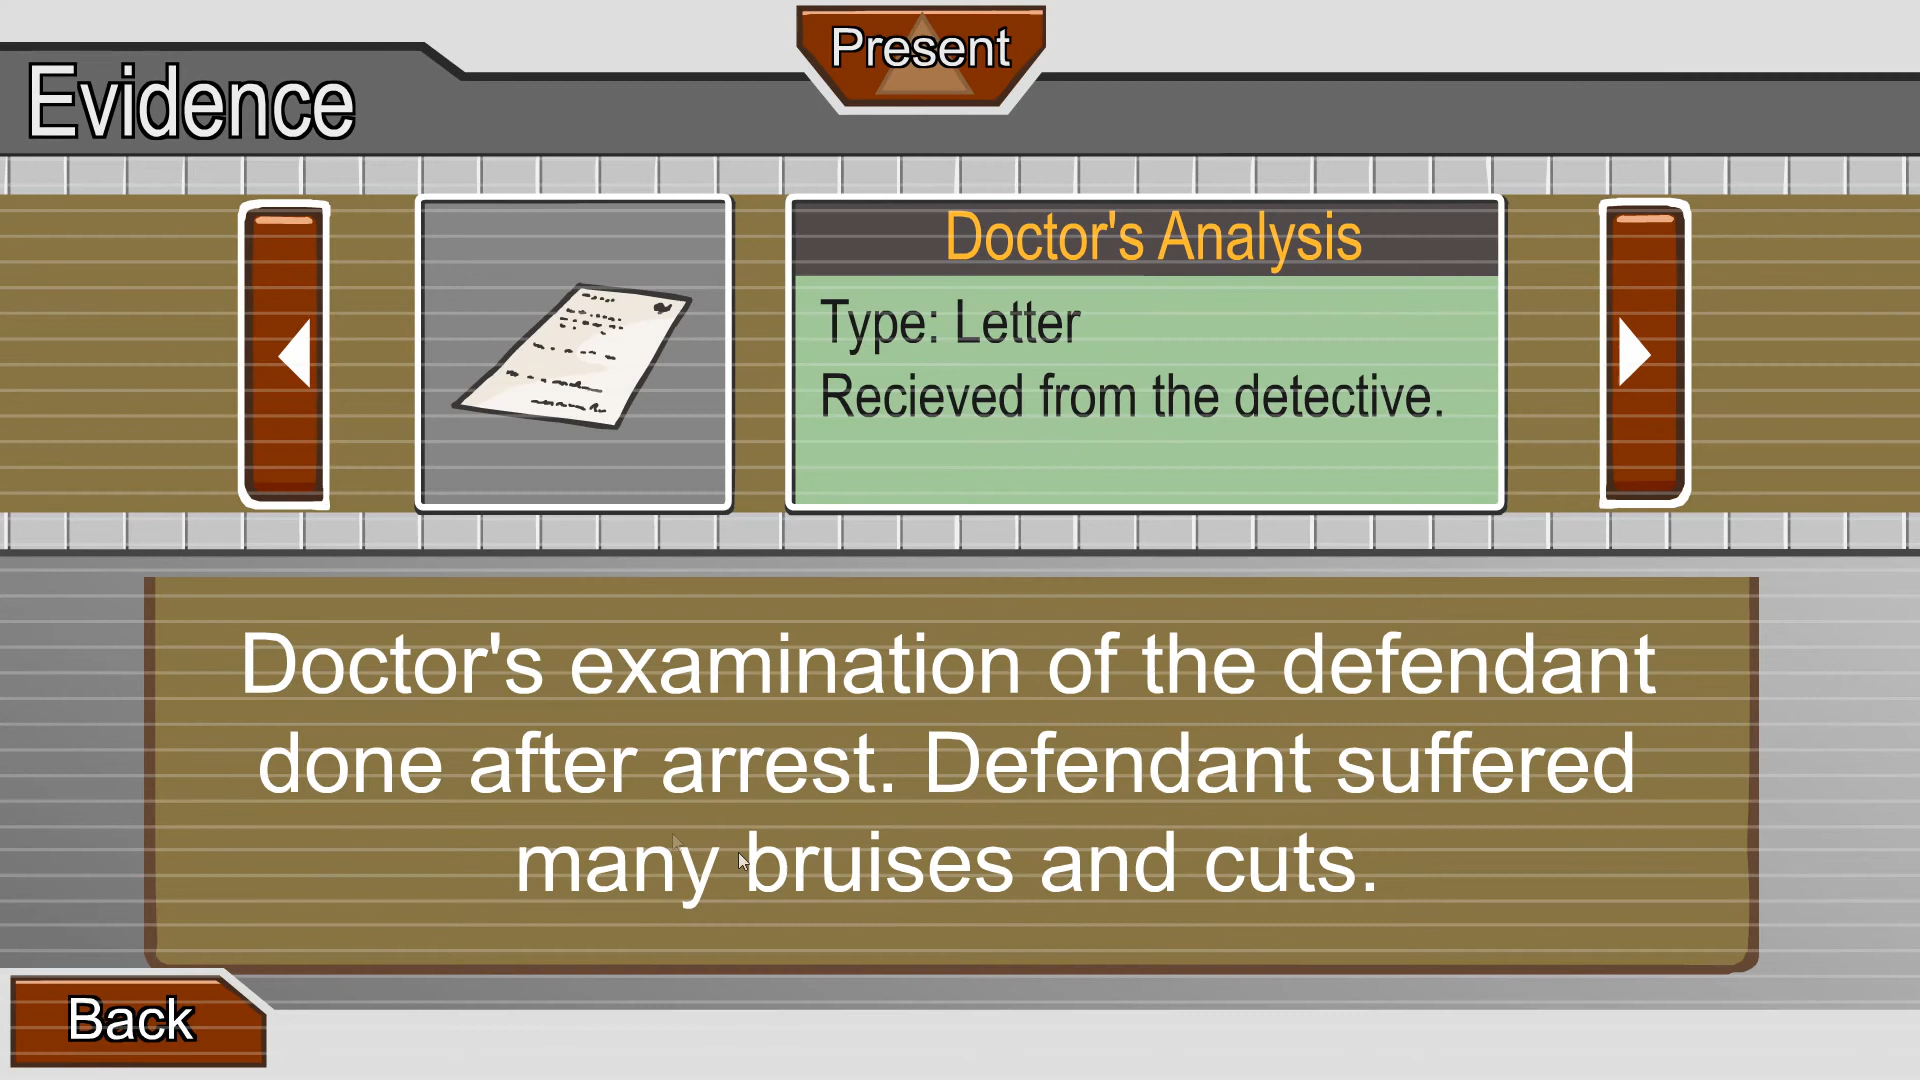 Present
Evidence
Doctor's Analysis
Type: Letter
Recieved from the detective.
Doctor's examination of the defendant
done after arrest. Defendant suffered
many bruises and cuts.
Back